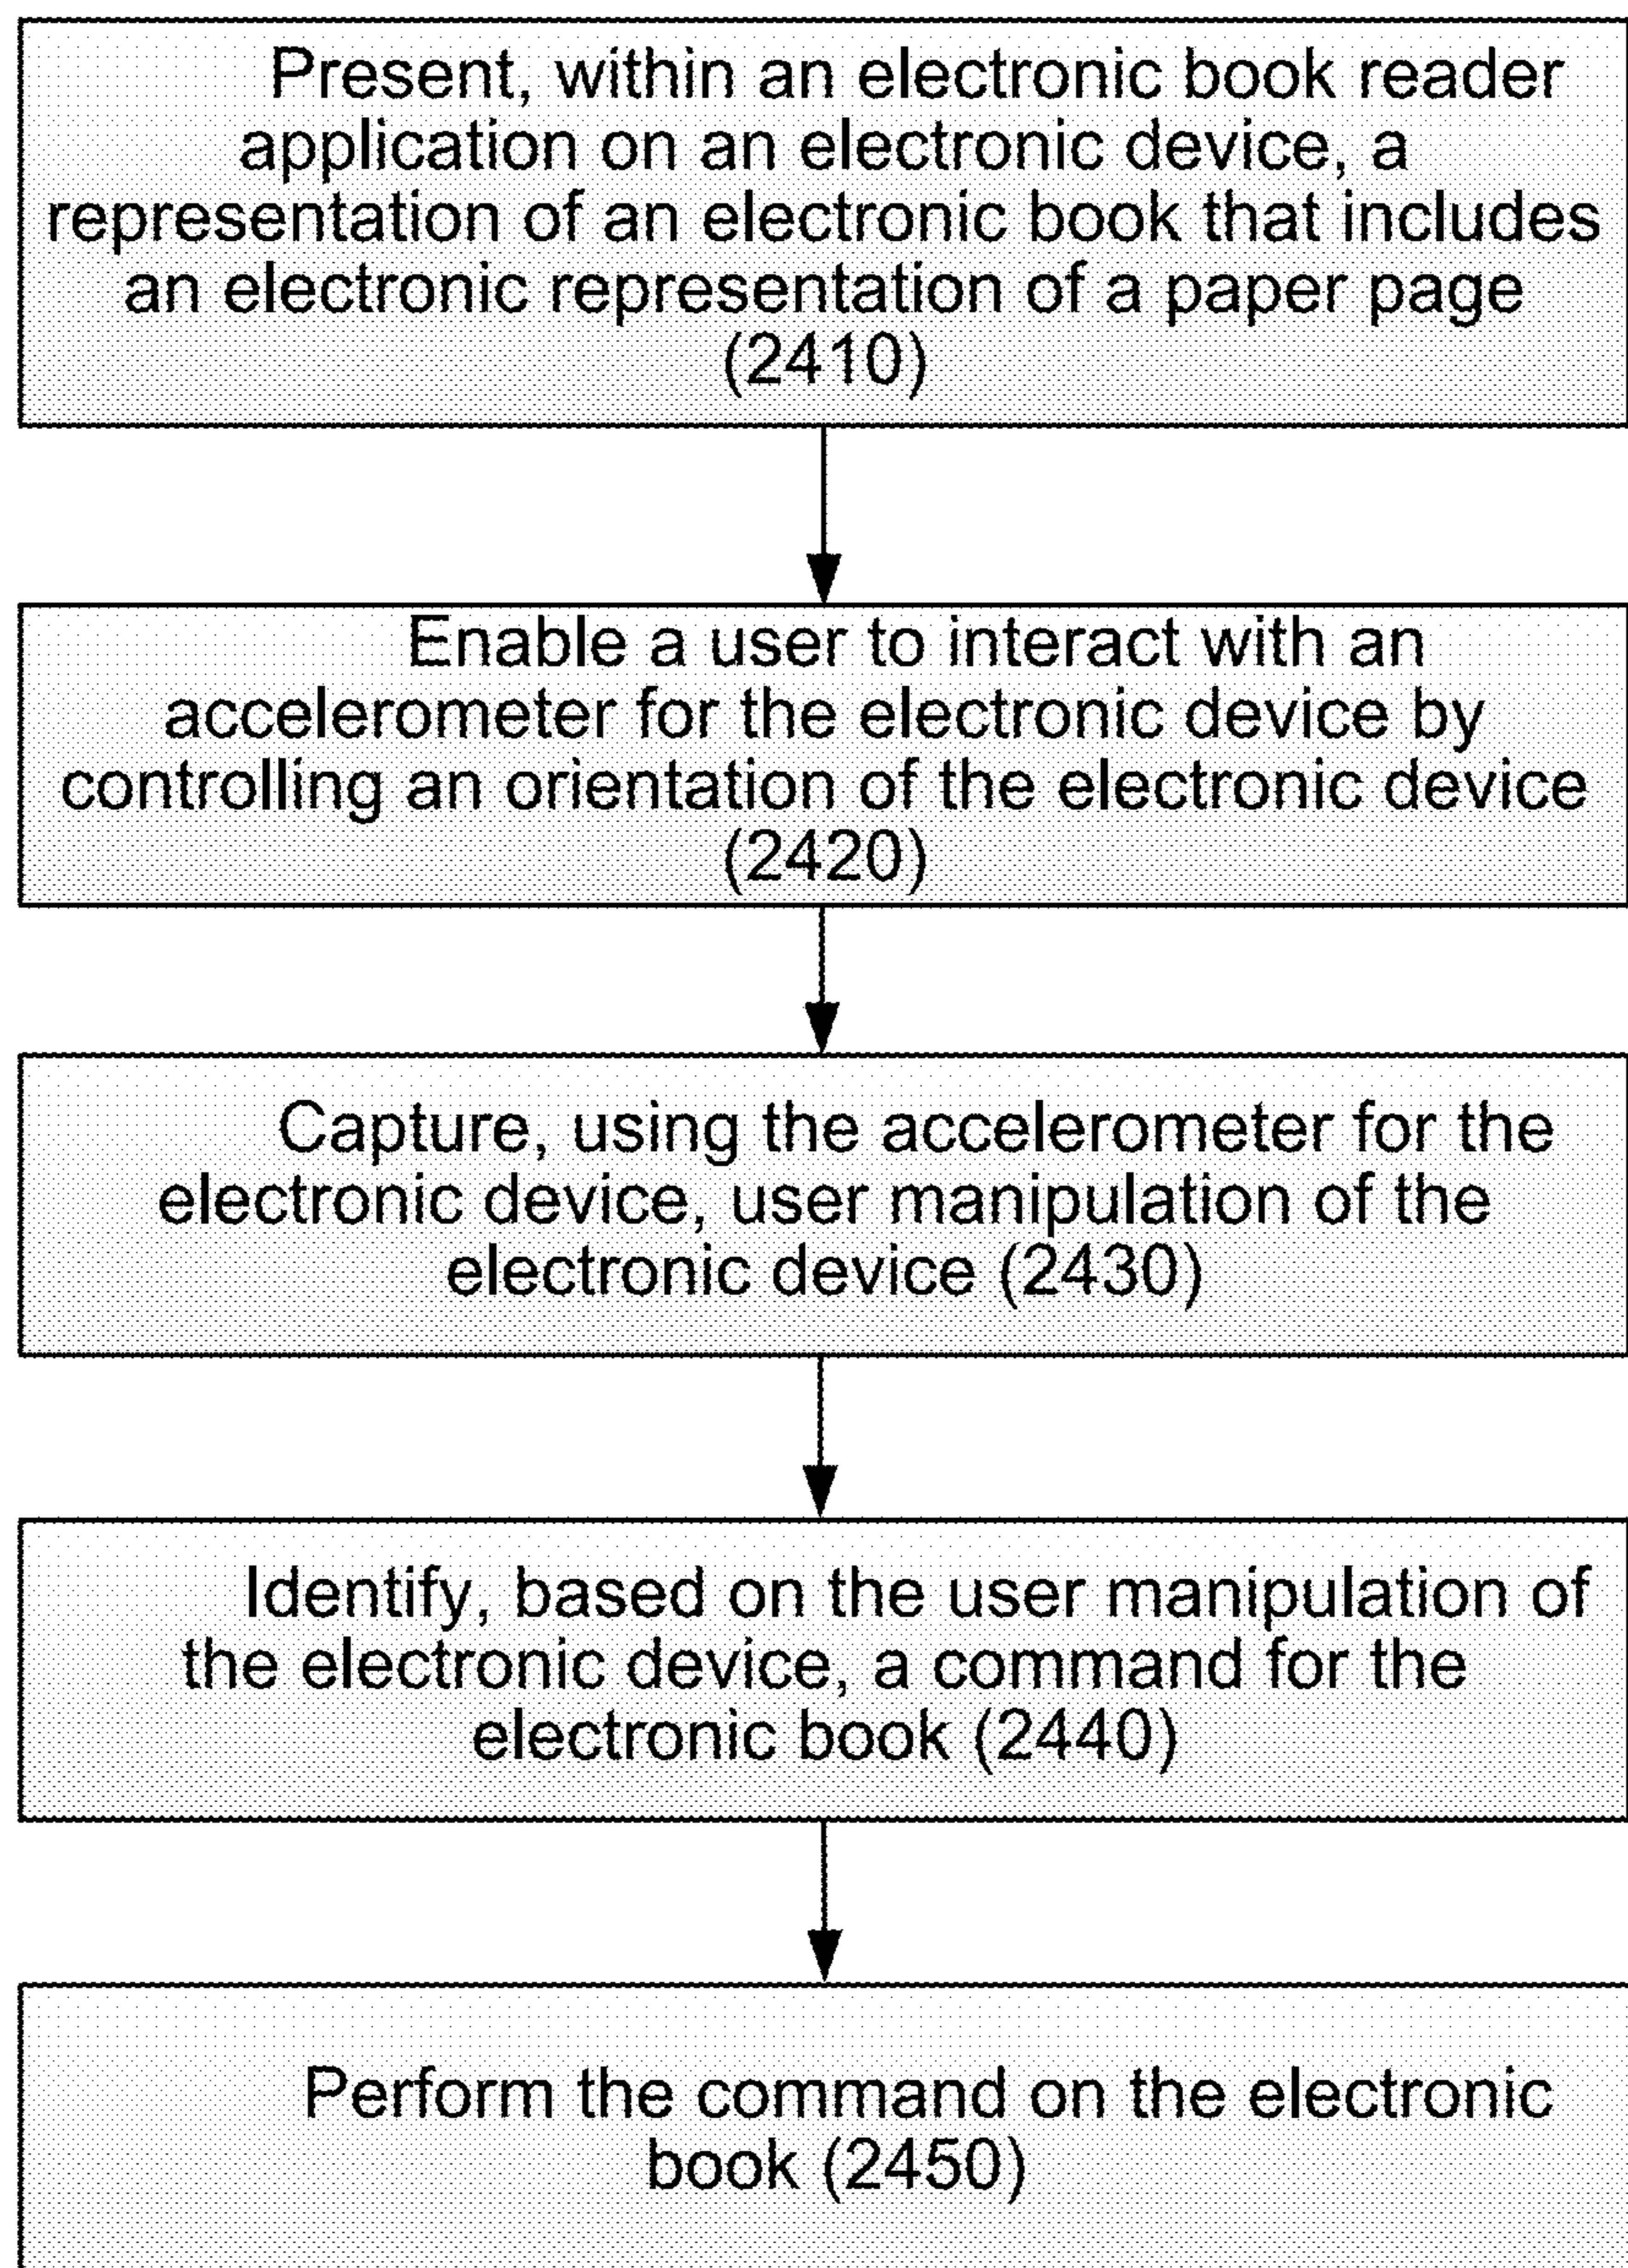 Present, within an electronic book reader
application on an electronic device, a
representation of an electronic book that includes
an electronic representation of a paper page
(2410)
Enable a user to interact with an
accelerometer for the electronic device by
controlling an orientation of the electronic device
(2420)
Capture, using the accelerometer for the
electronic device, user manipulation of the
electronic device (2430)
Identify, based on the user manipulation of
the electronic device, a command for the
electronic book (2440)
Perform the command on the electronic
book (2450)